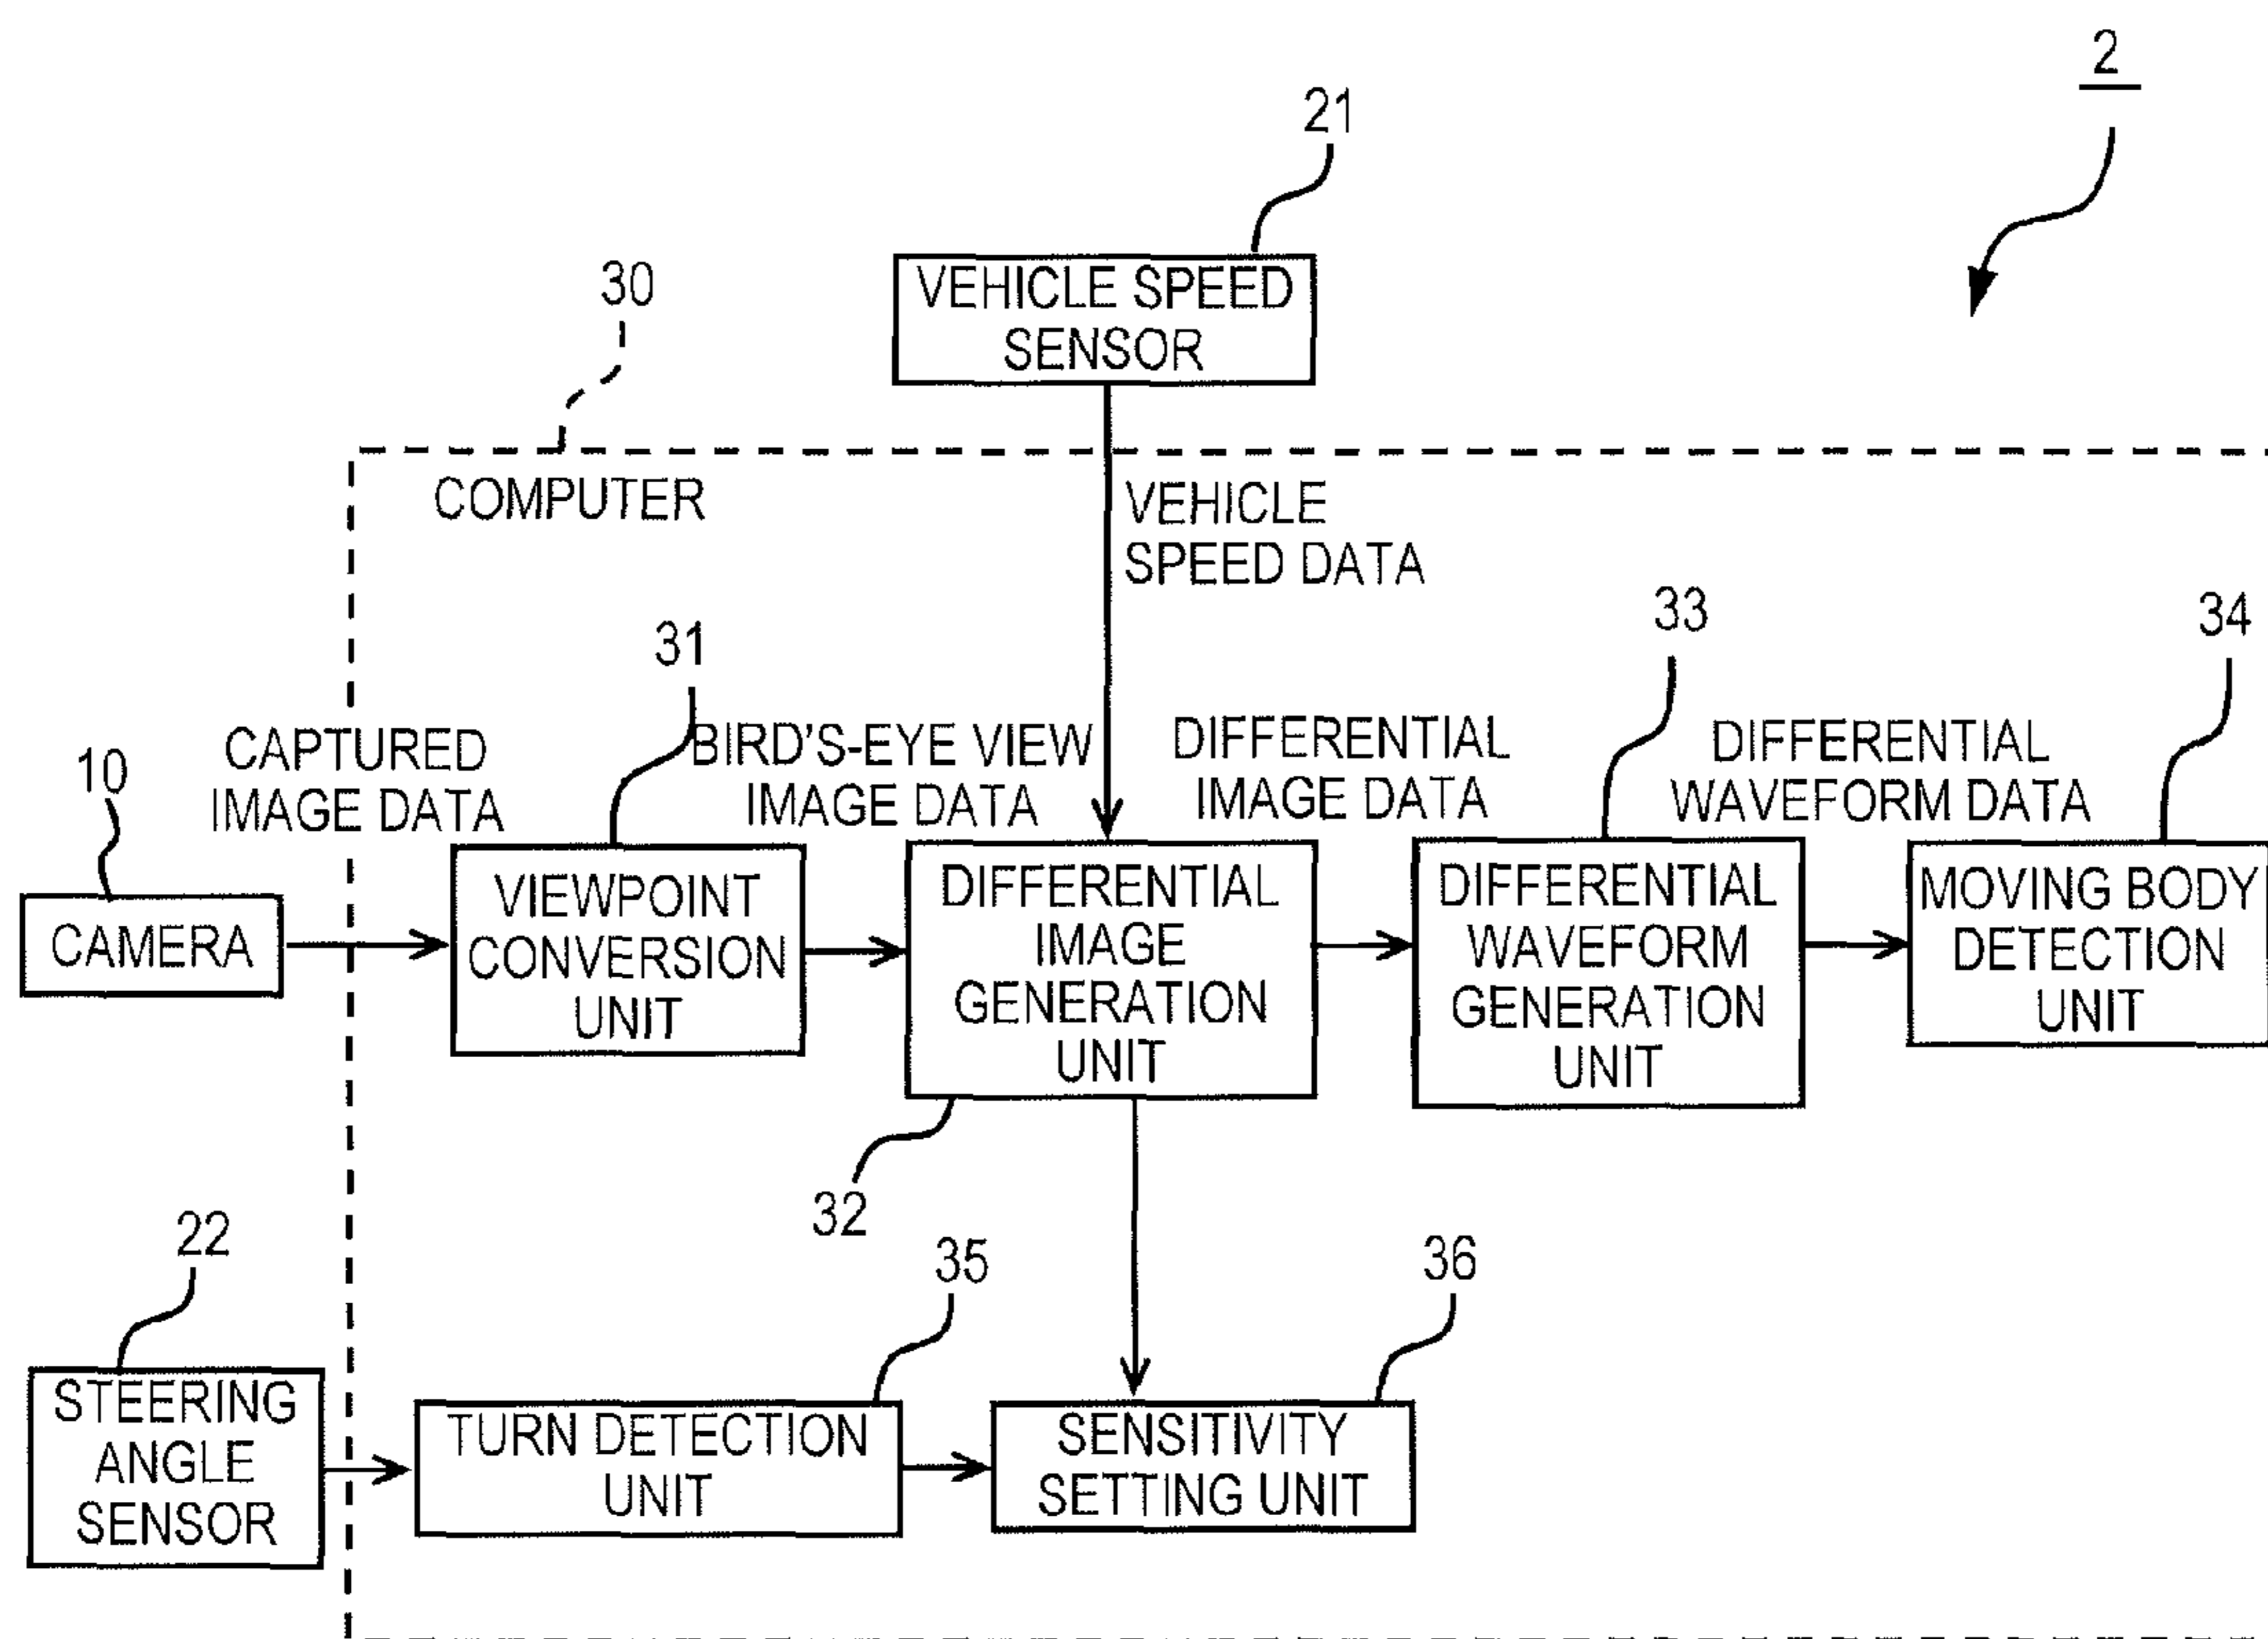 2
21
VEHICLE SPEED
SENSOR
30
COMPUTER
VEHICLE
SPEED DATA
33
34
31
CAPTURED
IMAGE DATA
BIRD'S-EYE VIEW
IMAGE DATA
DIFFERENTIAL
IMAGE DATA
DIFFERENTIAL
WAVEFORM DATA
10
CAMERA
VIEWPOINT
CONVERSION
UNIT
DIFFERENTIAL
IMAGE
GENERATION
UNIT
DIFFERENTIAL
WAVEFORM
GENERATION
UNIT
MOVING BODY
DETECTION
UNIT
32
22
35
36
STEERING
ANGLE
SENSOR
TURN DETECTION
UNIT
SENSITIVITY
SETTING UNIT